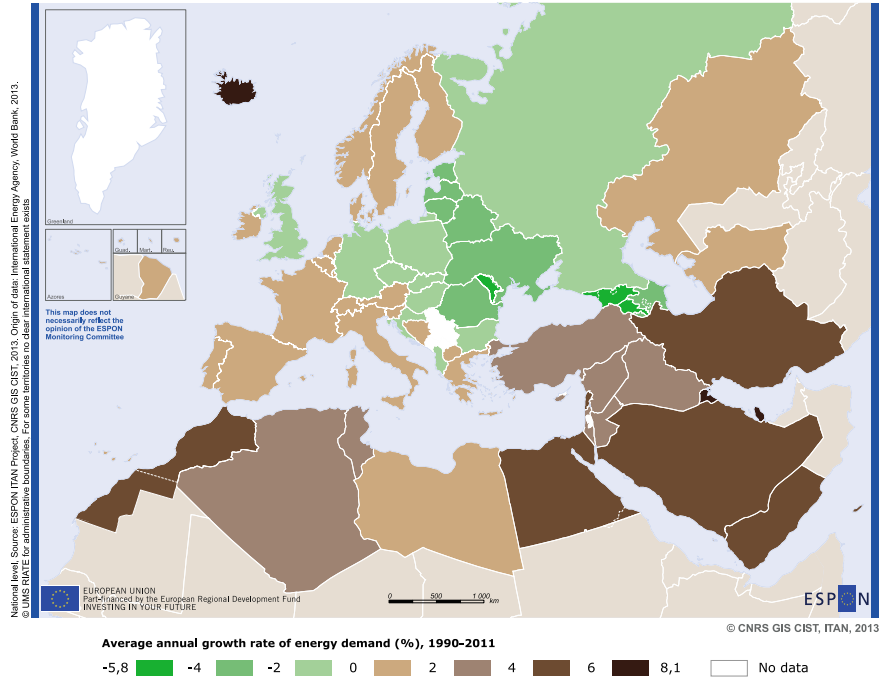 National level, Source: ESPON ITAN Project, CNRS GIS CIST, 2013. Origin of data: International Energy Agency, World Bank, 2013.
© UMS RIATE for administrative boundaries, For some territories no clear international statement exists
Greenland
Guad.
Mart.
Reu.
Azores
Guyane
This map does not
necessarily reflect the
opinion of the ESPON
Monitoring Committee
EUROPEAN UNION
Part-financed by the European Regional Development Fund
INVESTING IN YOUR FUTURE
0 500 1 000
km
ESPON
© CNRS GIS CIST, ITAN, 2013
Average annual growth rate of energy demand (%), 1990–2011
-5,8 -4 -2 0 2 4 6 8,1 No data